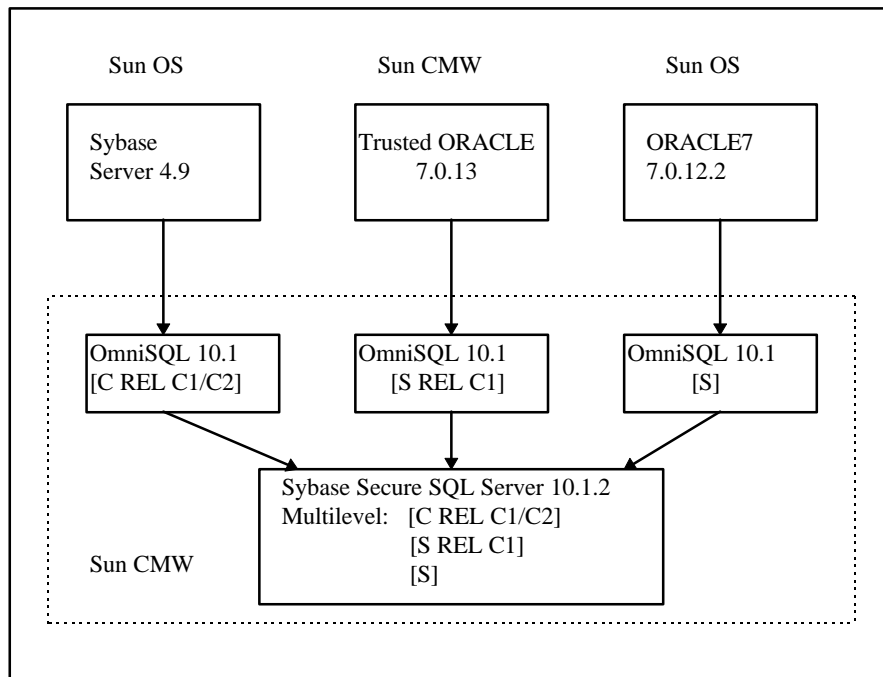 Sun OS
Sun CMW
Sun OS
Sybase
Server 4.9
Trusted ORACLE
7.0.13
ORACLE7
7.0.12.2
OmniSQL 10.1
[C REL C1/C2]
OmniSQL 10.1
[S REL C1]
OmniSQL 10.1
[S]
Sybase Secure SQL Server 10.1.2
Multilevel: [C REL C1/C2]
[S REL C1]
[S]
Sun CMW